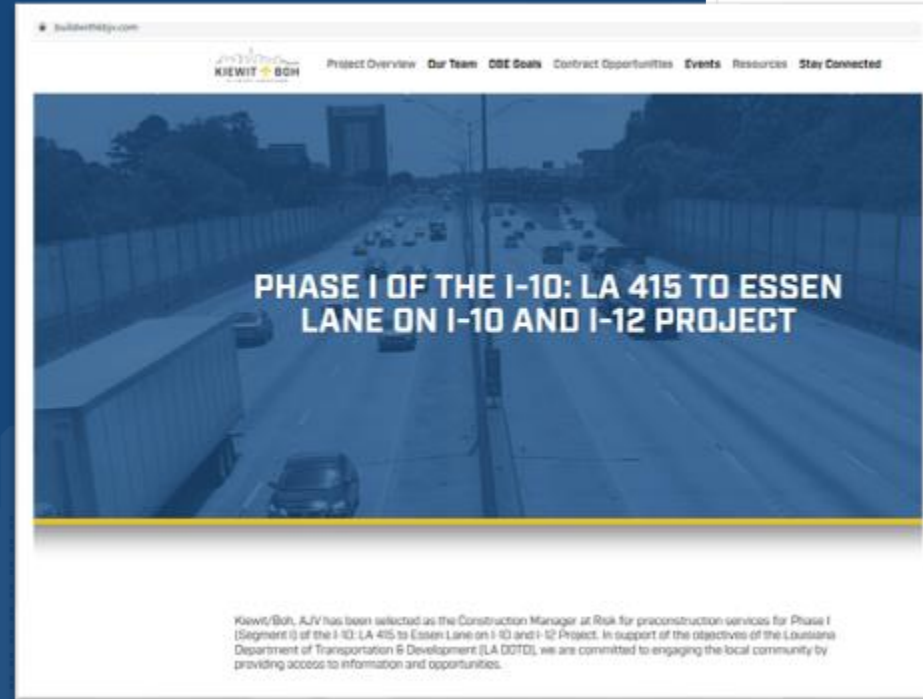 buildwithkbjv.com
KIEWIT BOH
Project Overview Our Team DBE Goals Contract Opportunities Events Resources Stay Connected
PHASE I OF THE I-10: LA 415 TO ESSEN
LANE ON I-10 AND I-12 PROJECT
Kiewit/Boh, AJV has been selected as the Construction Manager at Risk for preconstruction services for Phase I
(Segment I) of the I-10: LA 415 to Essen Lane on I-10 and I-12 Project. In support of the objectives of the Louisiana
Department of Transportation & Development (LA DOTD), we are committed to engaging the local community by
providing access to information and opportunities.